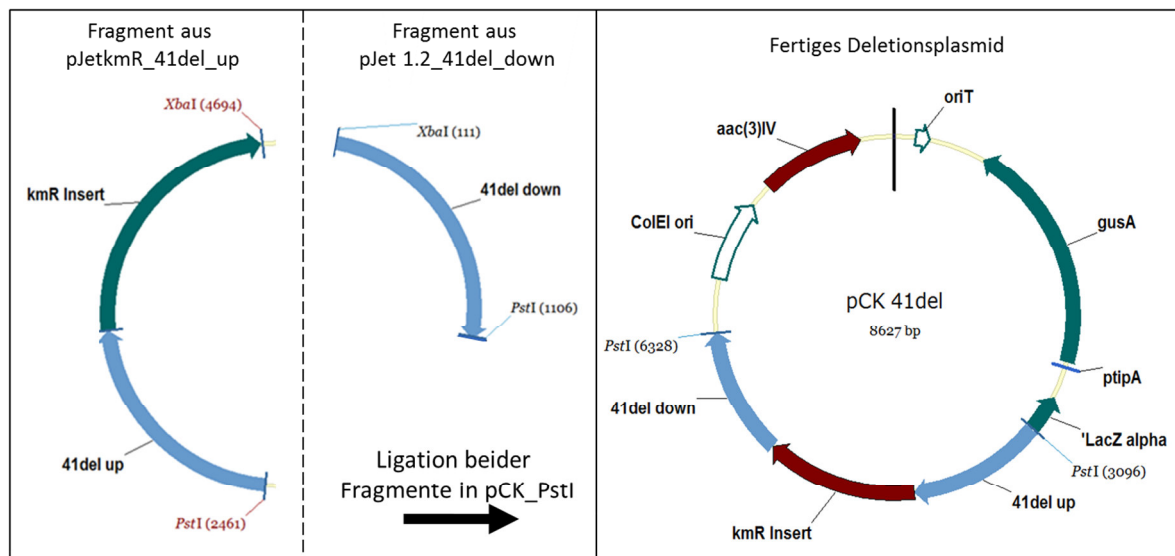 Fragment aus
pJetkmR_41del_up
XbaI (4694)
kmR Insert
41del up
PstI (2461)
Fragment aus
pJet 1.2_41del_down
XbaI (111)
41del down
PstI (1106)
Ligation beider
Fragmente in pCK_PstI
Fertiges Deletionsplasmid
oriT
aac(3)IV
gusA
ColEI ori
pCK 41del
8627 bp
PstI (6328)
ptipA
41del down
'LacZ alpha
PstI (3096)
41del up
kmR Insert